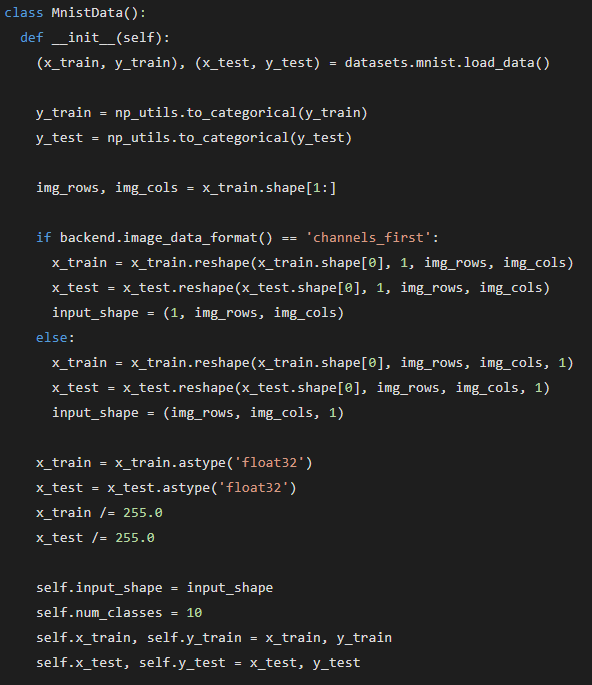 class MnistData():
  def __init__(self):
    (x_train, y_train), (x_test, y_test) = datasets.mnist.load_data()

    y_train = np_utils.to_categorical(y_train)
    y_test = np_utils.to_categorical(y_test)

    img_rows, img_cols = x_train.shape[1:]

    if backend.image_data_format() == 'channels_first':
      x_train = x_train.reshape(x_train.shape[0], 1, img_rows, img_cols)
      x_test = x_test.reshape(x_test.shape[0], 1, img_rows, img_cols)
      input_shape = (1, img_rows, img_cols)
    else:
      x_train = x_train.reshape(x_train.shape[0], img_rows, img_cols, 1)
      x_test = x_test.reshape(x_test.shape[0], img_rows, img_cols, 1)
      input_shape = (img_rows, img_cols, 1)

    x_train = x_train.astype('float32')
    x_test = x_test.astype('float32')
    x_train /= 255.0
    x_test /= 255.0

    self.input_shape = input_shape
    self.num_classes = 10
    self.x_train, self.y_train = x_train, y_train
    self.x_test, self.y_test = x_test, y_test